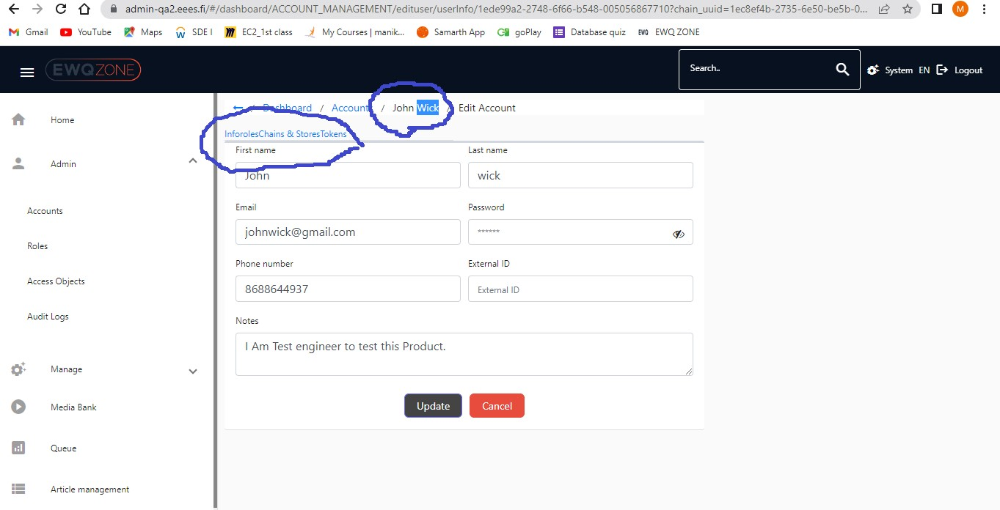 admin-qa2.eees.fi/#/dashboard/ACCOUNT_MANAGEMENT/edituser/userInfo/1ede99a2-2748-6f66-b548-005056867710?chain_uuid=1ec8ef4b-2735-6e50-be5b-0... M
Gmail YouTube Maps SDE I EC2_1st class My Courses | manik... Samarth App goPlay Database quiz EWQ EWQ ZONE
EWQZONE Search.. System EN Logout
/ Dashboard / Account / John Wick / Edit Account
Home
InforolesChains & StoresTokens
First name Last name
Admin
John wick
Email Password
Accounts
johnwick@gmail.com ******
Roles
Phone number External ID
Access Objects
8688644937 External ID
Audit Logs
Notes
I Am Test engineer to test this Product.
Manage
Update Cancel
Media Bank
Queue
Article management